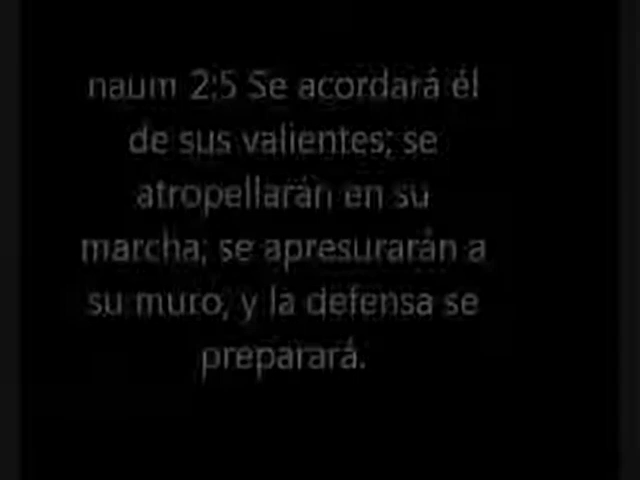 naum 2:5 Se acordará él
de sus valientes; se
atropellarán en su
marcha; se apresurarán a
su muro, y la defensa se
preparará.